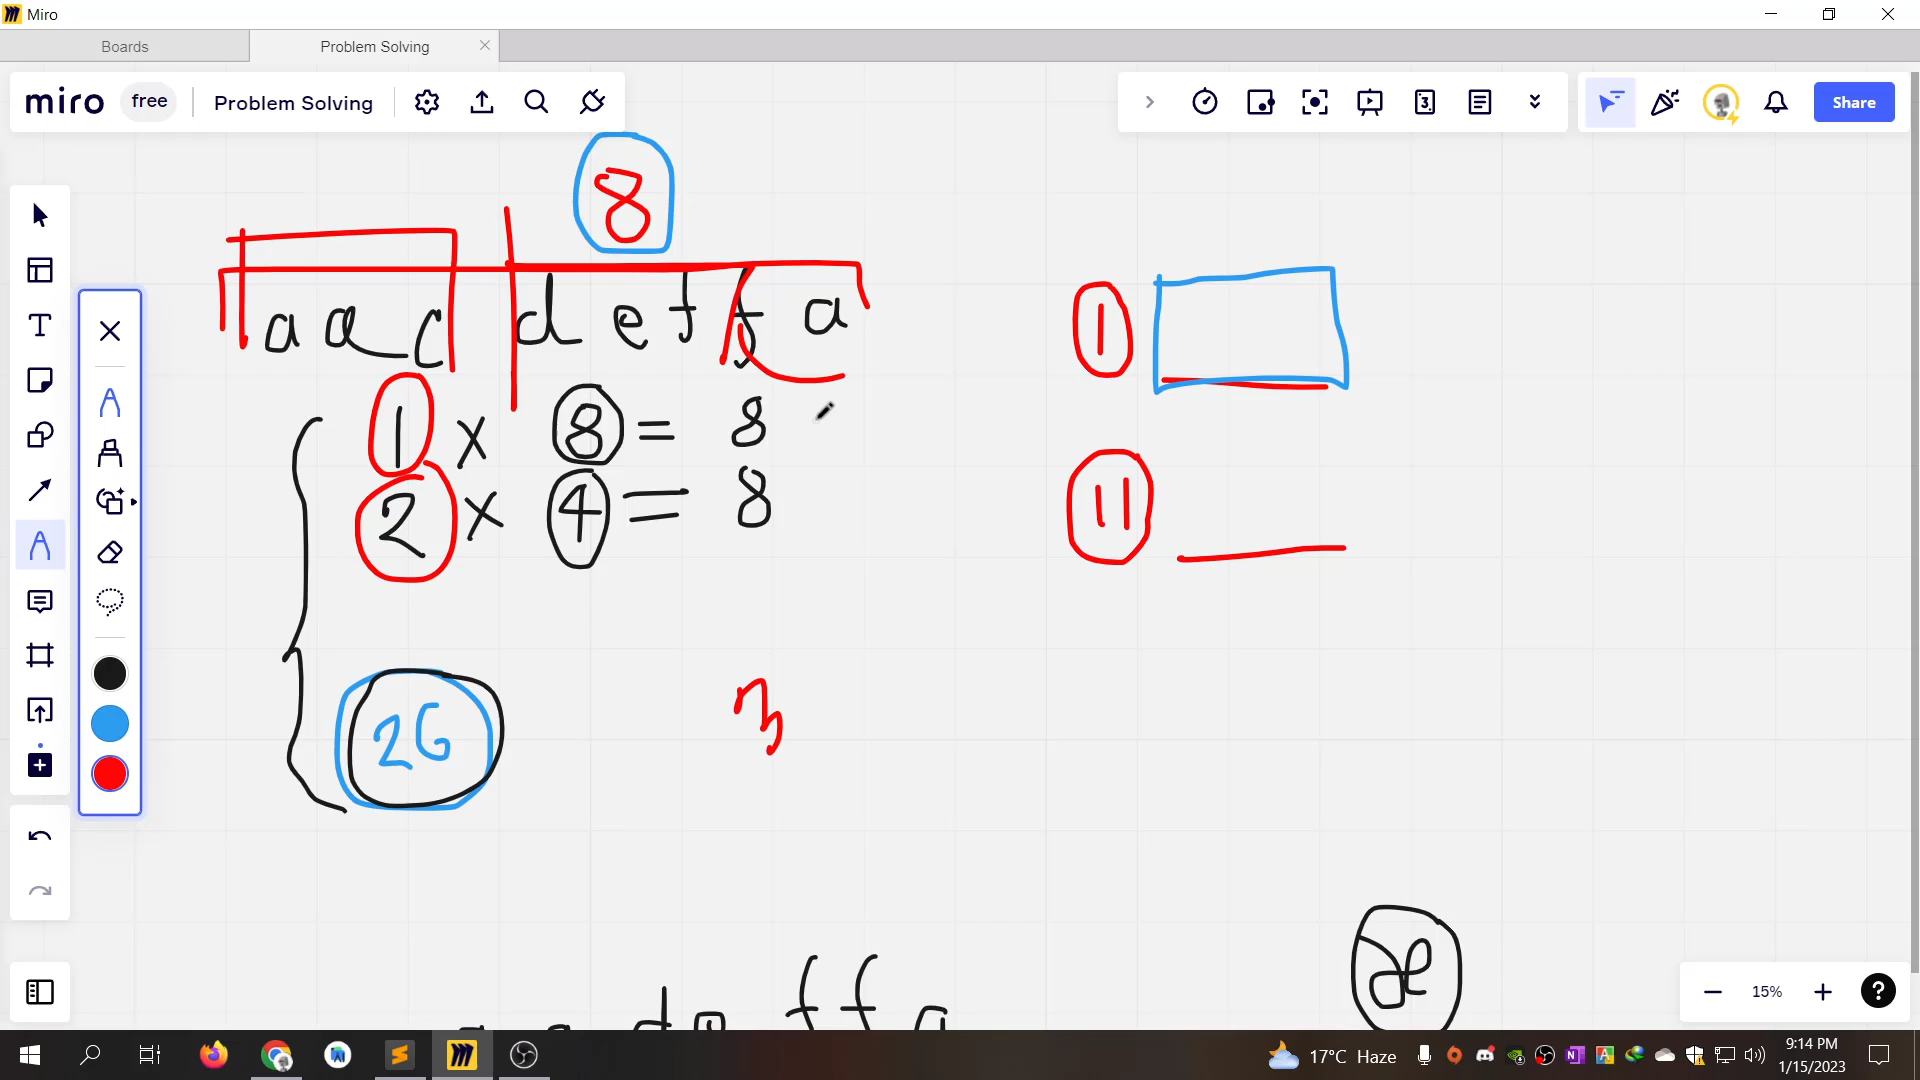 Miro
Boards
Problem Solving
miro
free
Problem Solving
3
Share
8
a a c d e f f a
1 x 8 = 8
2 x 4 = 8
1
11
26
a a d e f f a
15%
17°C Haze
9:14 PM
1/15/2023